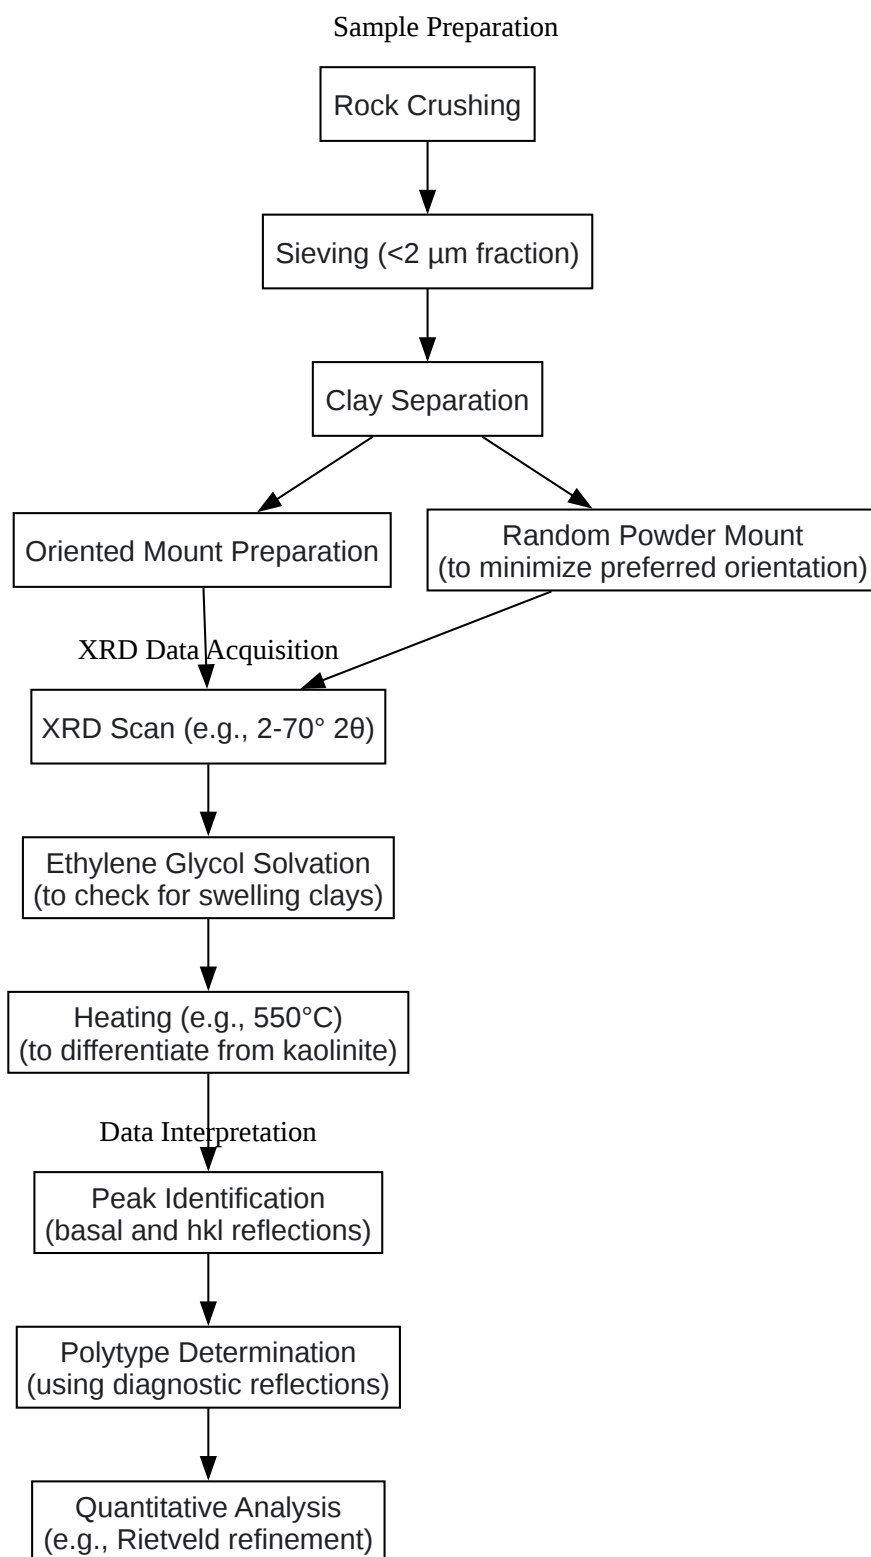 Sample Preparation
Rock Crushing
Sieving (<2 µm fraction)
Clay Separation
Oriented Mount Preparation
Random Powder Mount
(to minimize preferred orientation)
XRD Data Acquisition
XRD Scan (e.g., 2-70° 2θ)
Ethylene Glycol Solvation
(to check for swelling clays)
Heating (e.g., 550°C)
(to differentiate from kaolinite)
Data Interpretation
Peak Identification
(basal and hkl reflections)
Polytype Determination
(using diagnostic reflections)
Quantitative Analysis
(e.g., Rietveld refinement)